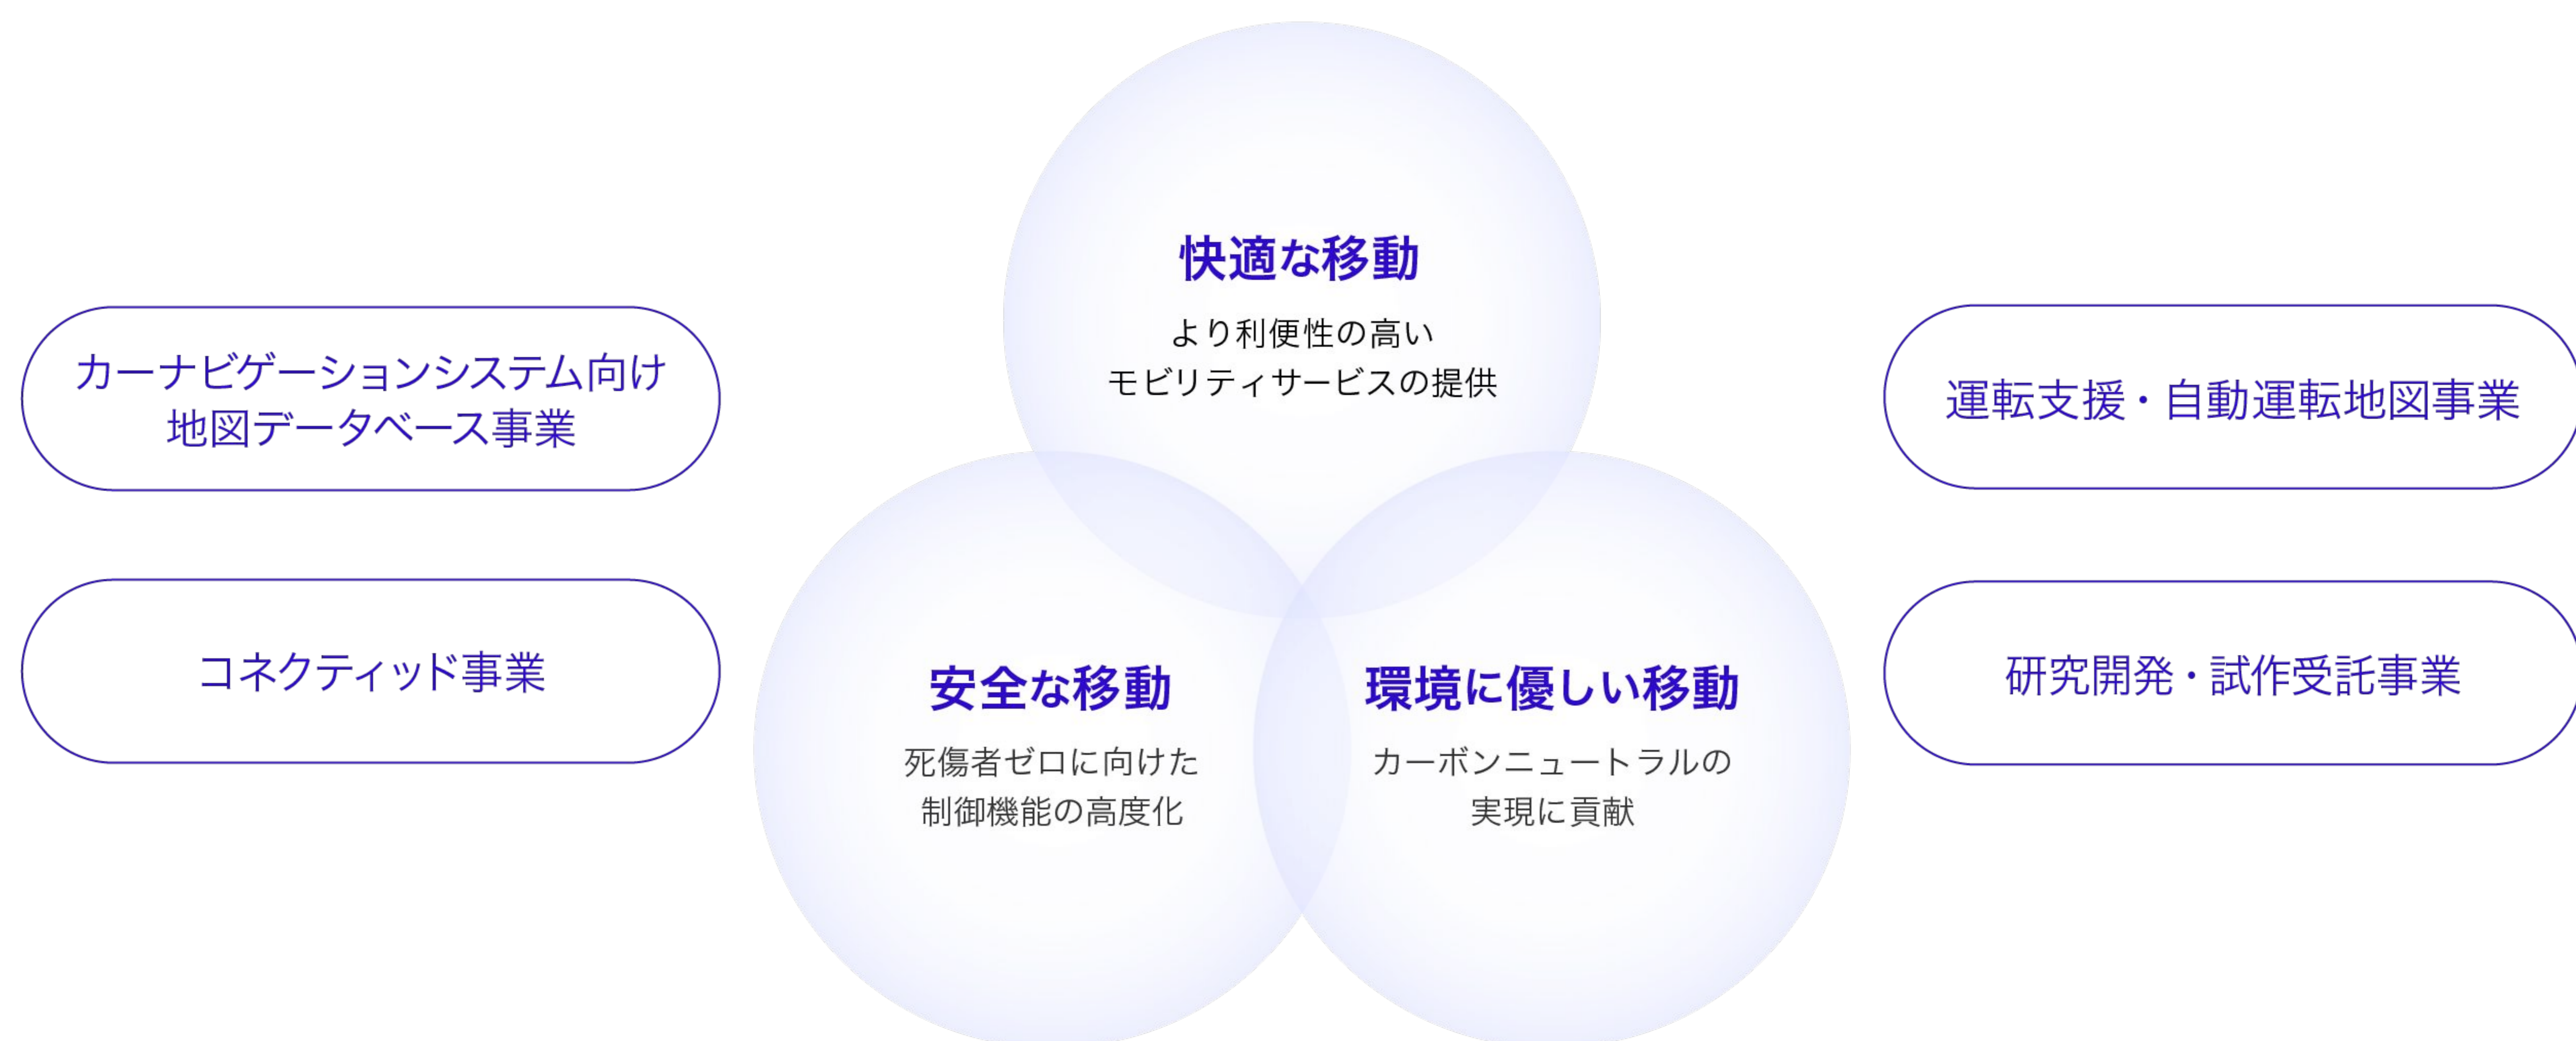 快適な移動
より利便性の高い
モビリティサービスの提供
カーナビゲーションシステム向け
地図データベース事業
運転支援・自動運転地図事業
コネクティッド事業
安全な移動
死傷者ゼロに向けた
制御機能の高度化
環境に優しい移動
カーボンニュートラルの
実現に貢献
研究開発・試作受託事業